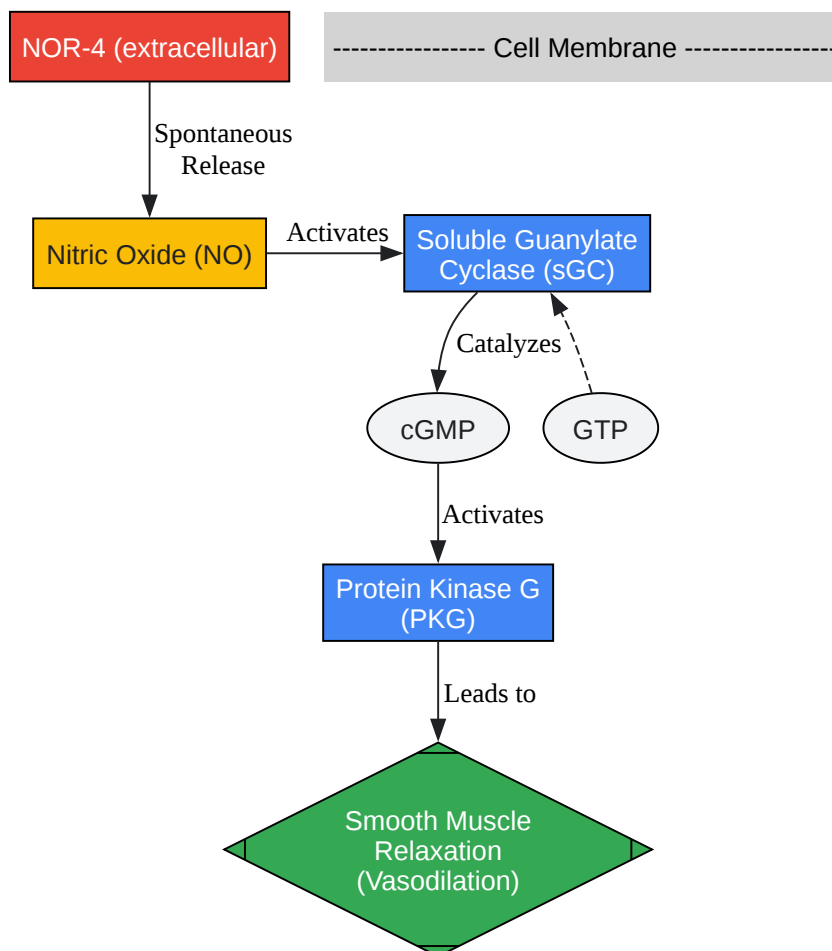 NOR-4 (extracellular)
----------------- Cell Membrane -----------------
Spontaneous
Release
Nitric Oxide (NO)
Activates
Soluble Guanylate
Cyclase (sGC)
Catalyzes
cGMP
GTP
Activates
Protein Kinase G
(PKG)
Leads to
Smooth Muscle
Relaxation
(Vasodilation)